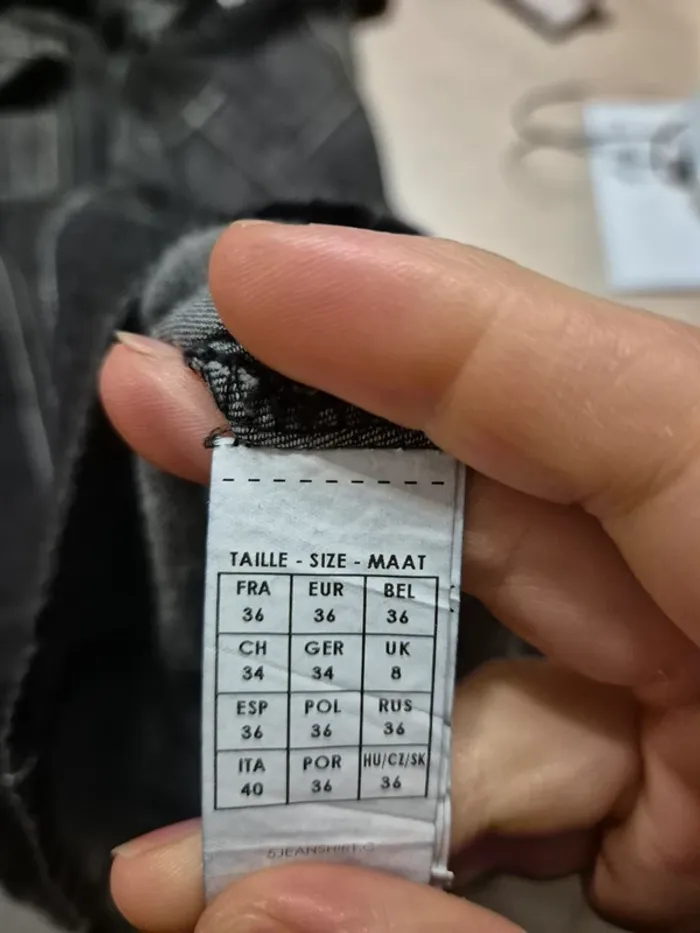 TAILLE - SIZE - MAAT
FRA EUR BEL
36 36 36
CH GER UK
34 34 8
ESP POL RUS
36 36 36
ITA POR HU/CZ/SK
40 36 36